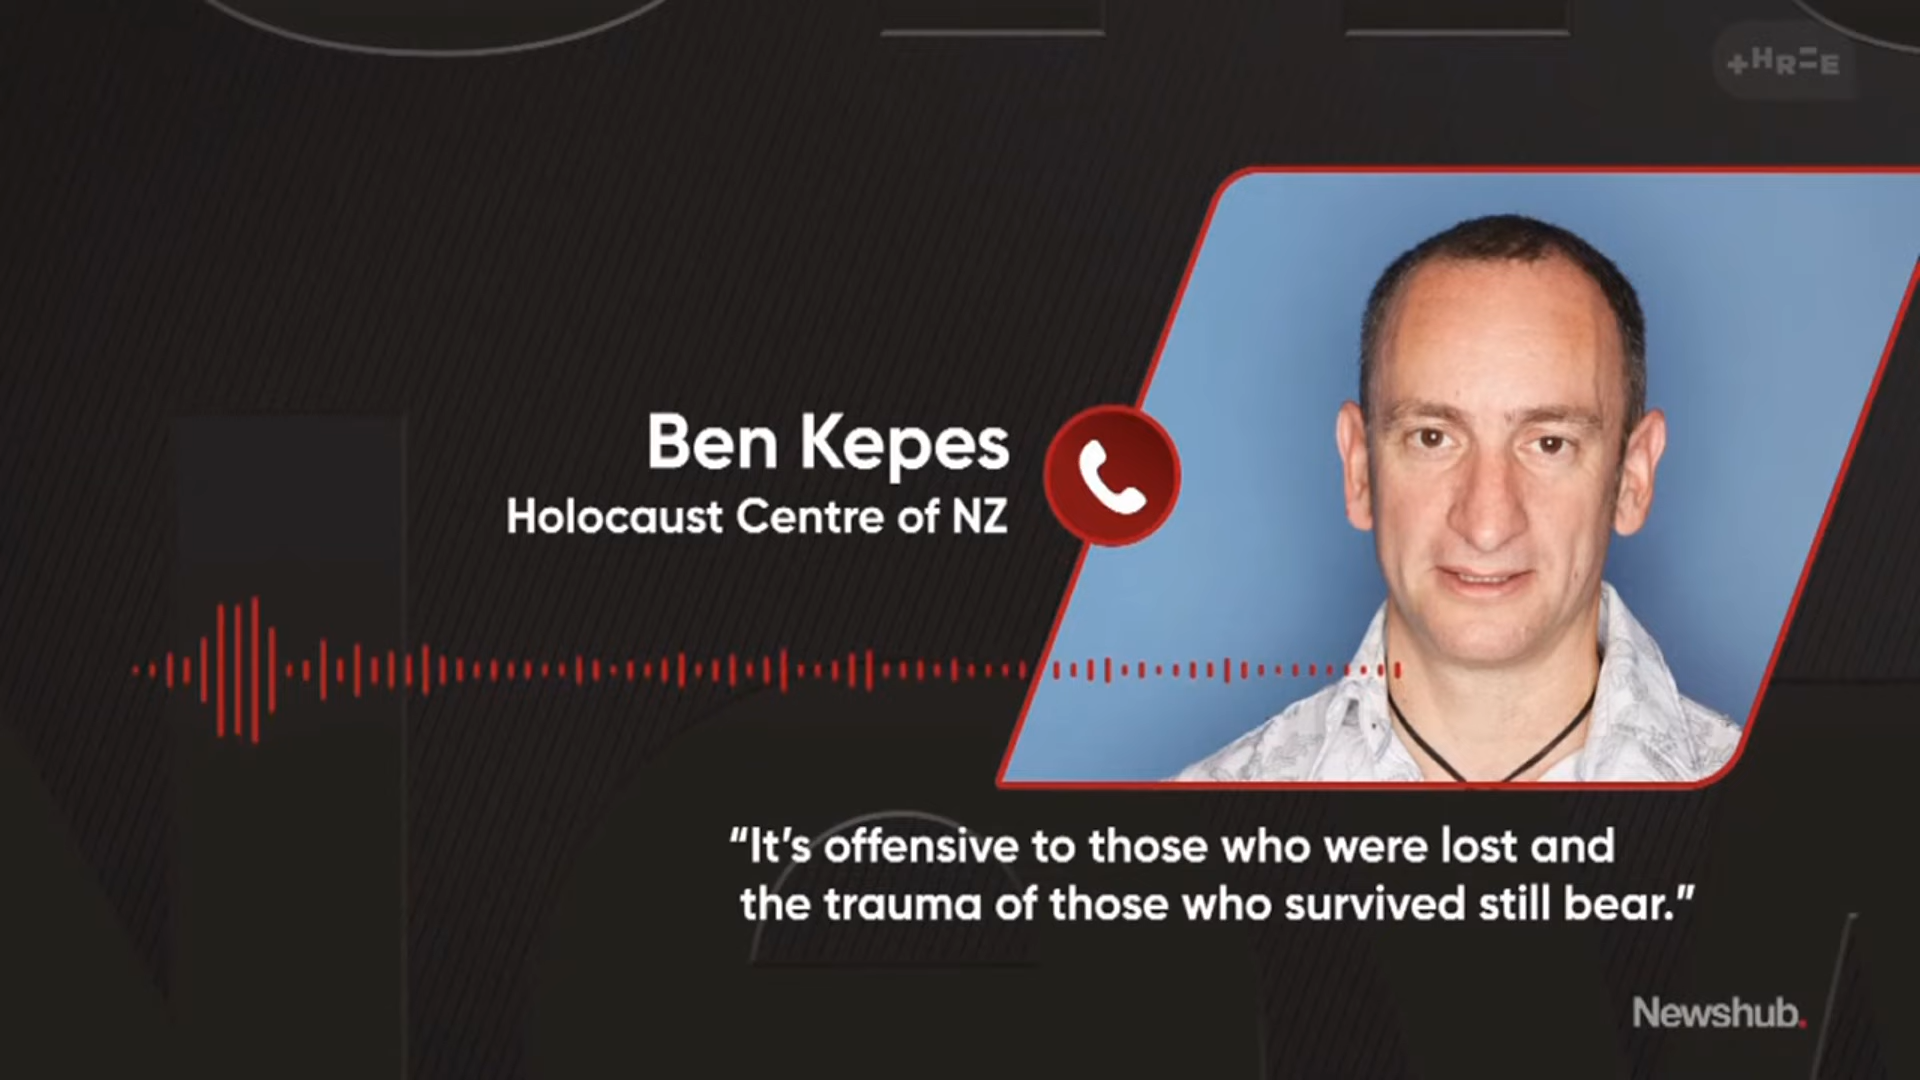 +HR=E
Ben Kepes
Holocaust Centre of NZ
“It’s offensive to those who were lost and
the trauma of those who survived still bear.”
Newshub.